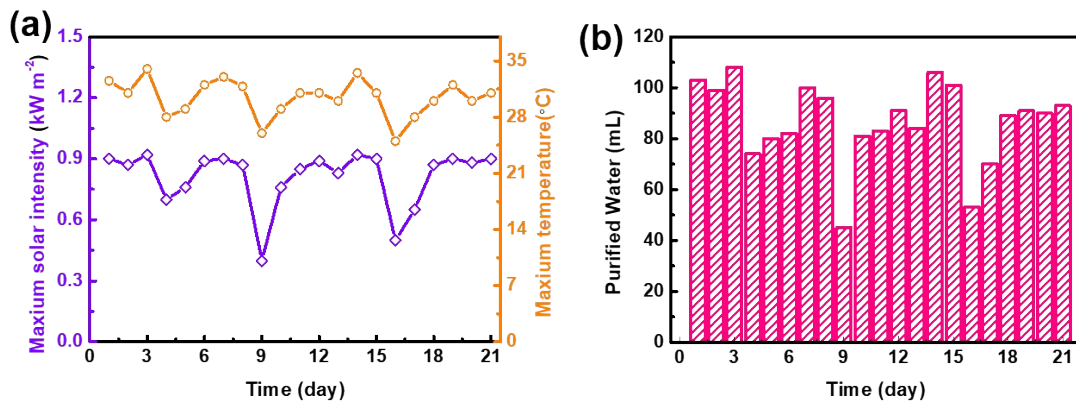 (a)
Maxium solar intensity (kW m-2)
1.5
1.2
0.9
0.6
0.3
0.0
0 3 6 9 12 15 18 21
Time (day)
35
28
21
14
7
0
Maxium temperature(°C)
(b)
Purified Water (mL)
120
100
80
60
40
20
0
0 3 6 9 12 15 18 21
Time (day)